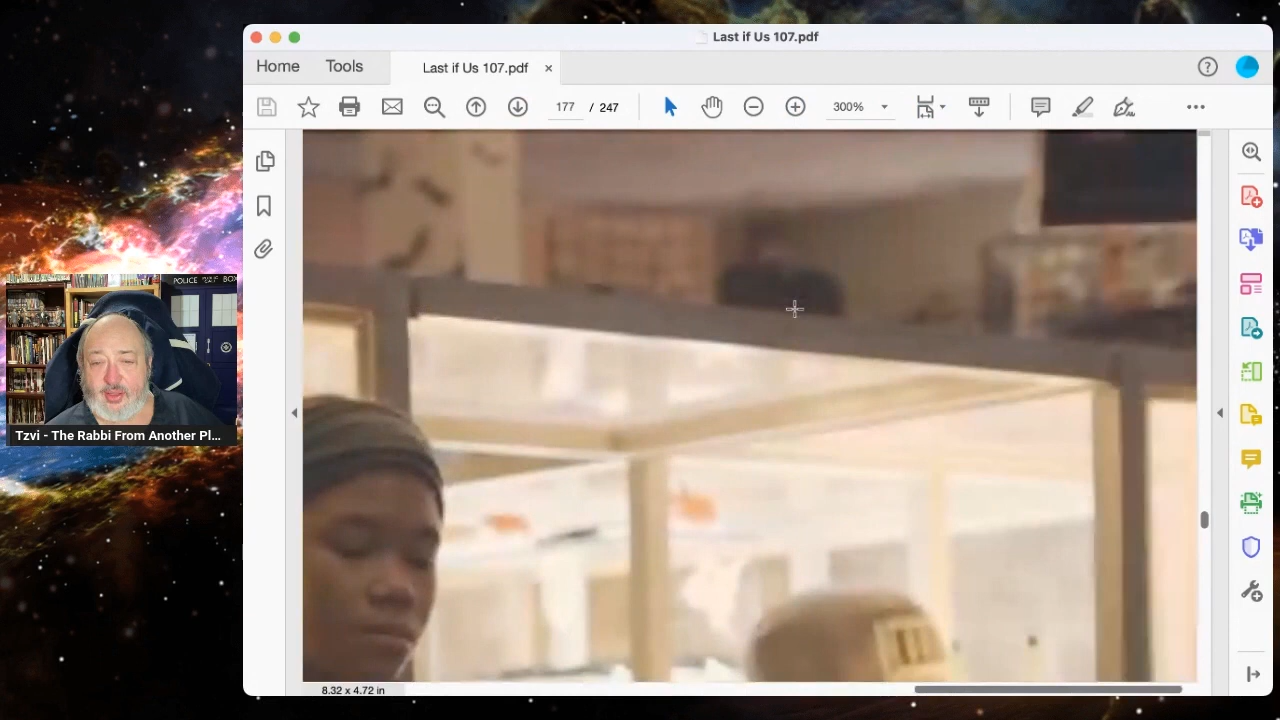 Last if Us 107.pdf
Home
Tools
Last if Us 107.pdf
177 / 247
300%
POLICE
BOX
Tzvi - The Rabbi From Another Pl...
8.32 x 4.72 in